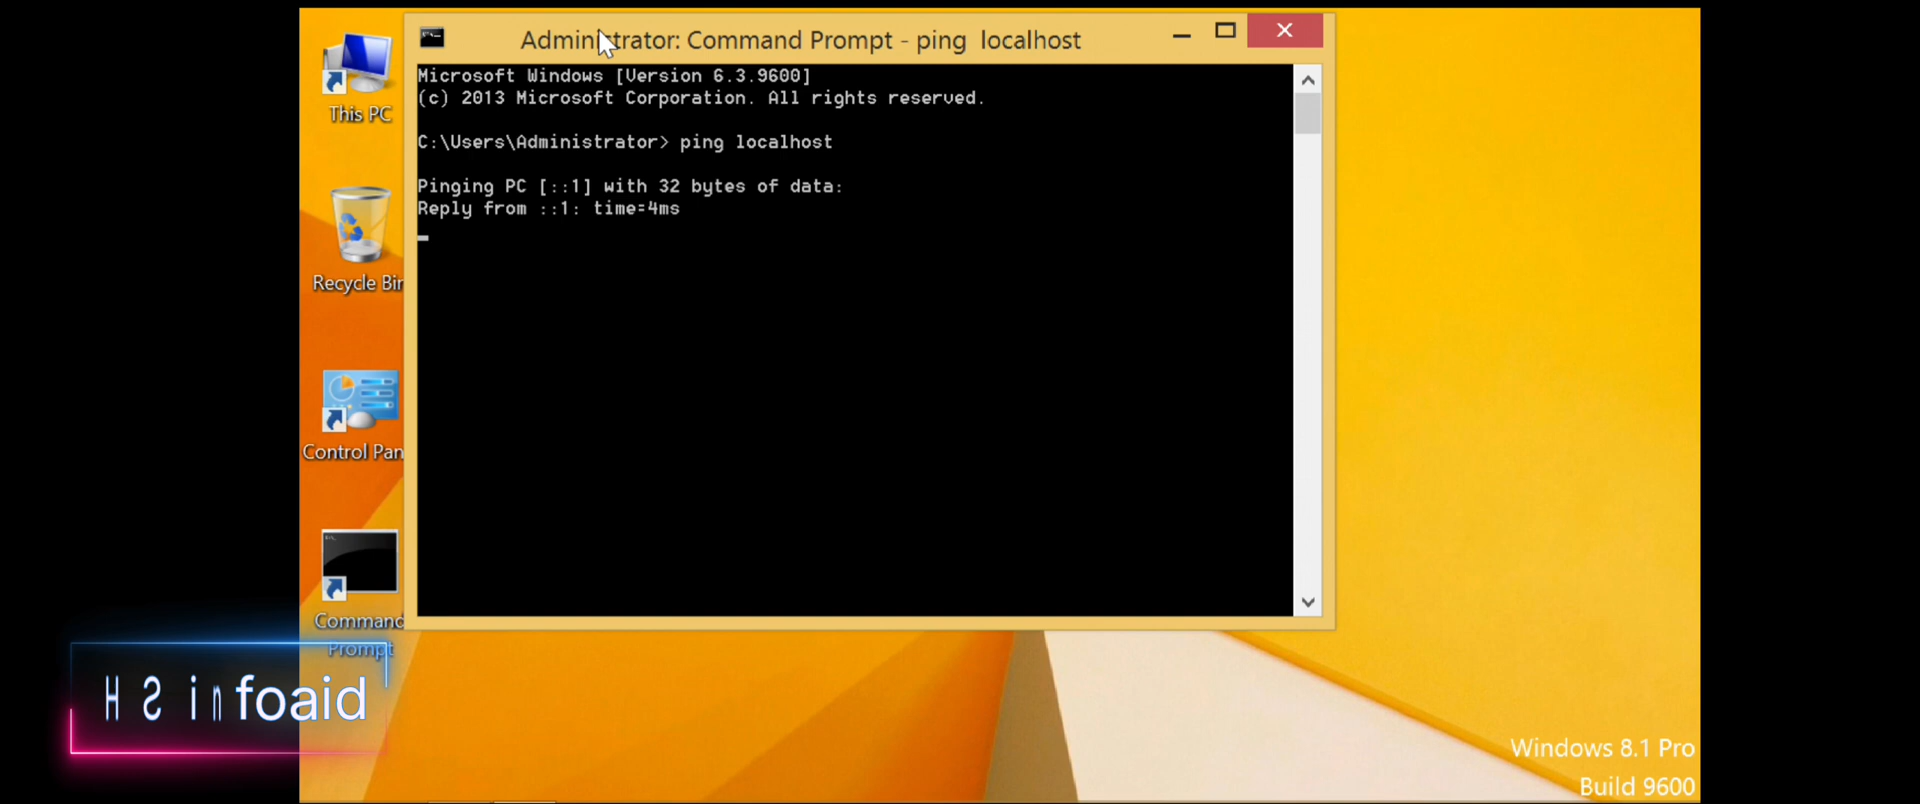 This PC
Recycle Bin
Control Pan
Command
Prompt
Administrator: Command Prompt - ping  localhost
Microsoft Windows [Version 6.3.9600]
(c) 2013 Microsoft Corporation. All rights reserved.
C:\Users\Administrator> ping localhost
Pinging PC [::1] with 32 bytes of data:
Reply from ::1: time=4ms
HS infoaid
Windows 8.1 Pro
Build 9600